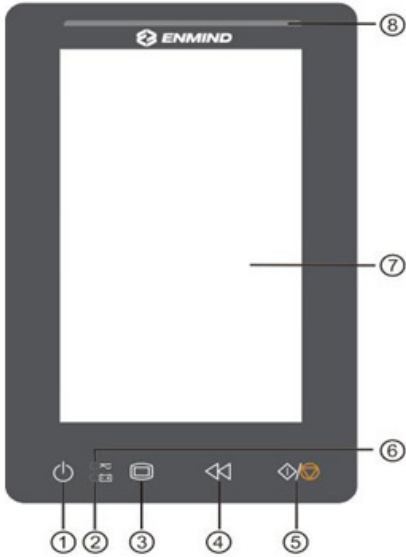 ⑧
ENMIND
⑦
⑥
① ② ③ ④ ⑤